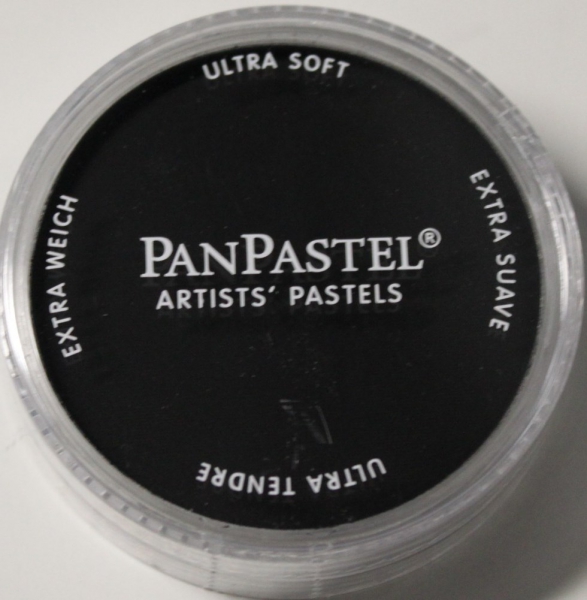 ULTRA SOFT
EXTRA WEICH
EXTRA SUAVE
PANPASTEL®
ARTISTS’ PASTELS
ULTRA TENDRE